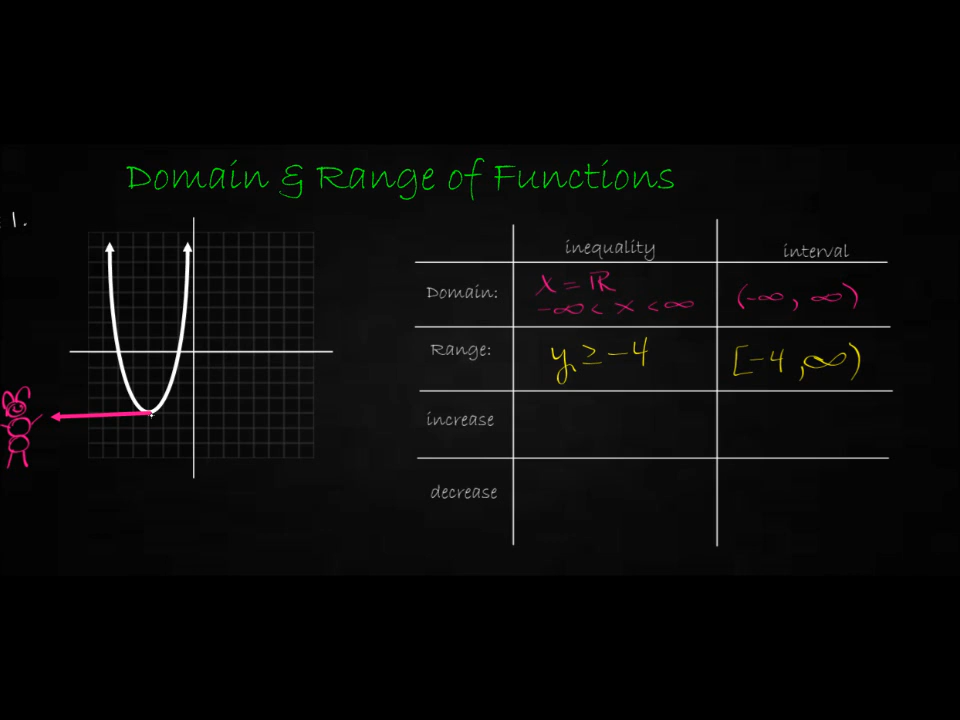 Domain & Range of Functions
1.
inequality interval
Domain: x = ℝ
-∞ < x < ∞ (-∞, ∞)
Range: y ≥ -4 [-4, ∞)
increase
decrease